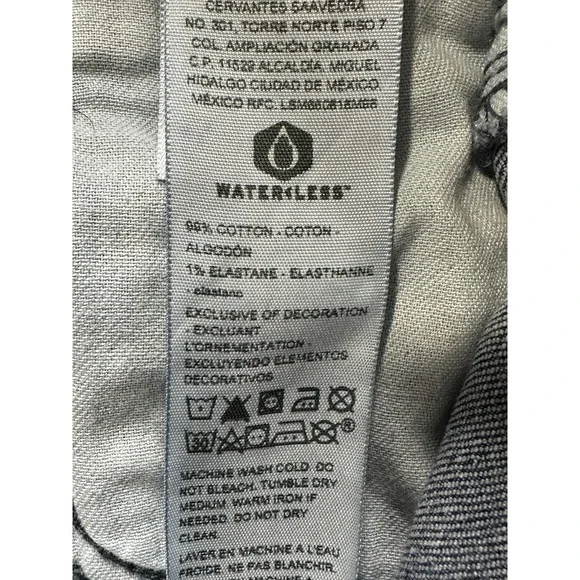 CERVANTES SAAVEDRA
NO. 301, TORRE NORTE PISO 7
COL. AMPLIACIÓN GRANADA
C.P. 11529 ALCALDÍA. MIGUEL
HIDALGO CIUDAD DE MÉXICO.
MÉXICO RFC.
WATER<LESS™
99% COTTON - COTON -
ALGODÓN
1% ELASTANE - ELASTHANNE
- elastano
EXCLUSIVE OF DECORATION
- EXCLUANT
L'ORNEMENTATION -
EXCLUYENDO ELEMENTOS
DECORATIVOS
30 ®
MACHINE WASH COLD. DO
NOT BLEACH. TUMBLE DRY
MEDIUM. WARM IRON IF
NEEDED. DO NOT DRY
CLEAN.
LAVER EN MACHINE A L'EAU
FROIDE. NE PAS BLANCHIR.